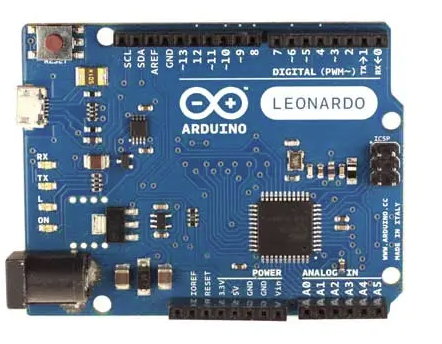 RESET
SCL
SDA
AREF
GND
~13
12
~11
~10
~9
8
7
~6
~5
4
~3
2
TX→1
RX←0
DIGITAL (PWM~)
ARDUINO
LEONARDO
ICSP
RX
TX
L
ON
WWW.ARDUINO.CC
MADE IN ITALY
POWER
ANALOG IN
IOREF
RESET
3.3V
5V
GND
GND
Vin
A0
A1
A2
A3
A4
A5